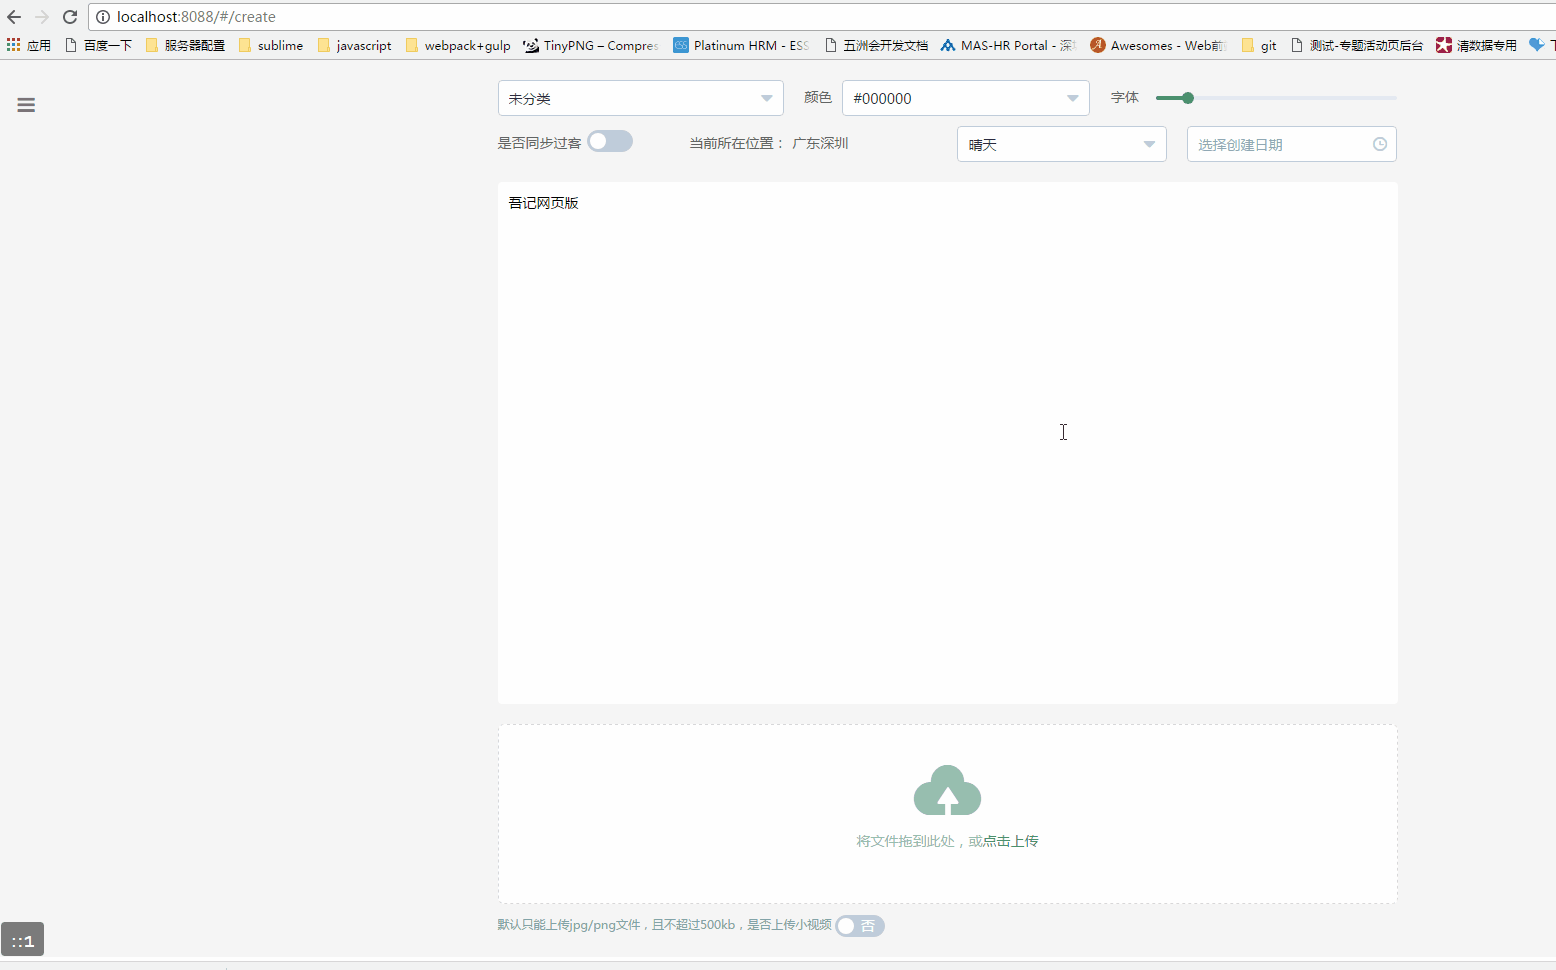 localhost:8088/#/create
应用 百度一下 服务器配置 sublime javascript webpack+gulp TinyPNG – Compres Platinum HRM - ESS 五洲会开发文档 MAS-HR Portal - 深 Awesomes - Web前 git 测试-专题活动页后台 清数据专用
未分类 颜色 #000000 字体
是否同步过客 当前所在位置： 广东深圳 晴天 选择创建日期
吾记网页版
将文件拖到此处，或点击上传
默认只能上传jpg/png文件，且不超过500kb，是否上传小视频 否
::1